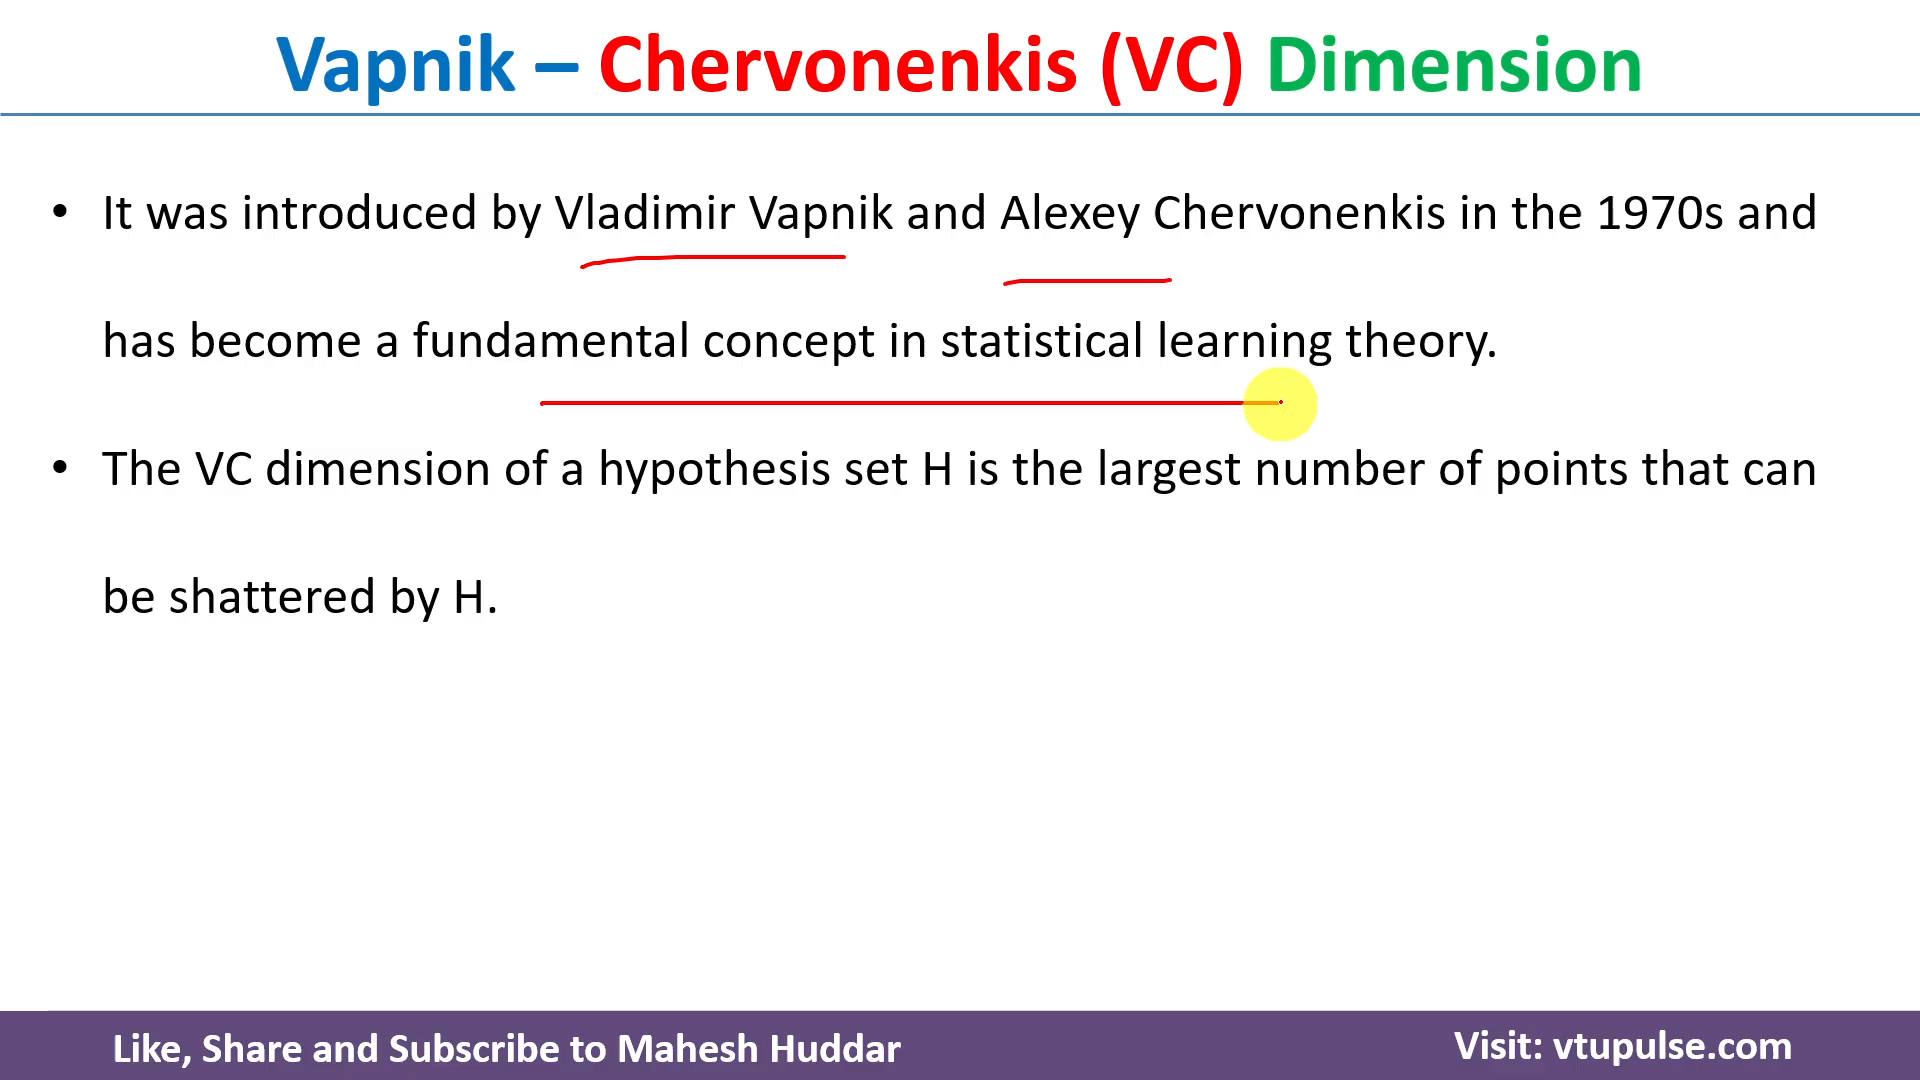 Vapnik – Chervonenkis (VC) Dimension
• It was introduced by Vladimir Vapnik and Alexey Chervonenkis in the 1970s and
has become a fundamental concept in statistical learning theory.
• The VC dimension of a hypothesis set H is the largest number of points that can
be shattered by H.
Like, Share and Subscribe to Mahesh Huddar
Visit: vtupulse.com